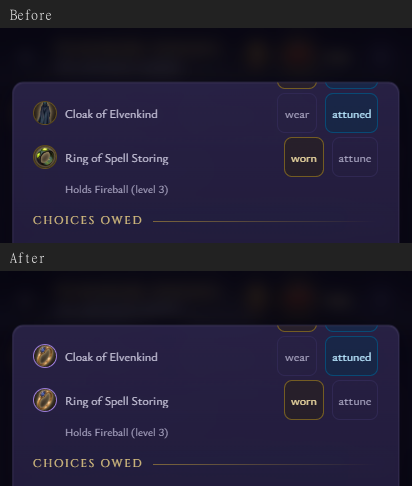 Before
Cloak of Elvenkind wear attuned
Ring of Spell Storing worn attune
Holds Fireball (level 3)
CHOICES OWED
After
Cloak of Elvenkind wear attuned
Ring of Spell Storing worn attune
Holds Fireball (level 3)
CHOICES OWED